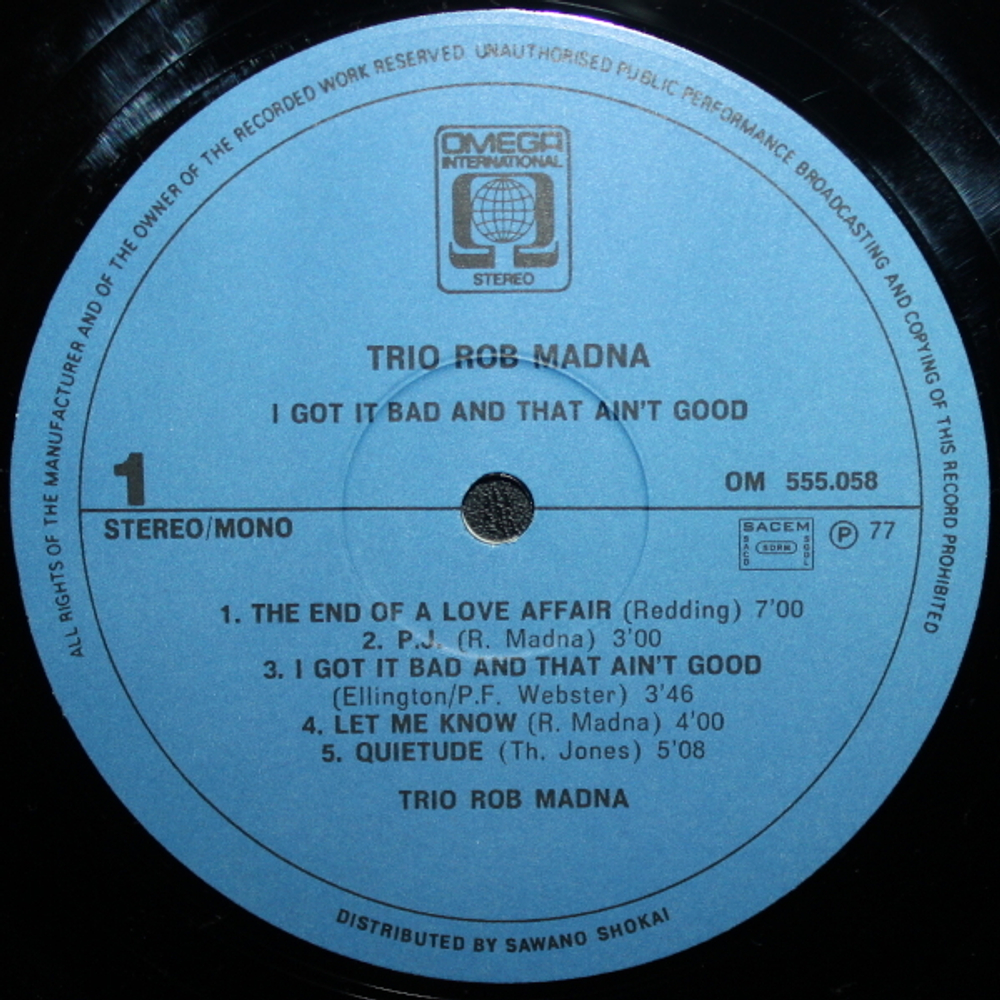 ALL RIGHTS OF THE MANUFACTURER AND OF THE OWNER OF THE RECORDED WORK RESERVED UNAUTHORISED PUBLIC PERFORMANCE BROADCASTING AND COPYING OF THIS RECORD PROHIBITED
OMEGA
INTERNATIONAL
STEREO
TRIO ROB MADNA
I GOT IT BAD AND THAT AIN'T GOOD
1
OM 555.058
STEREO/MONO
SACEM
SACD SDRM SGDL
Ⓟ 77
1. THE END OF A LOVE AFFAIR (Redding) 7'00
2. P.J. (R. Madna) 3'00
3. I GOT IT BAD AND THAT AIN'T GOOD
(Ellington/P.F. Webster) 3'46
4. LET ME KNOW (R. Madna) 4'00
5. QUIETUDE (Th. Jones) 5'08
TRIO ROB MADNA
DISTRIBUTED BY SAWANO SHOKAI